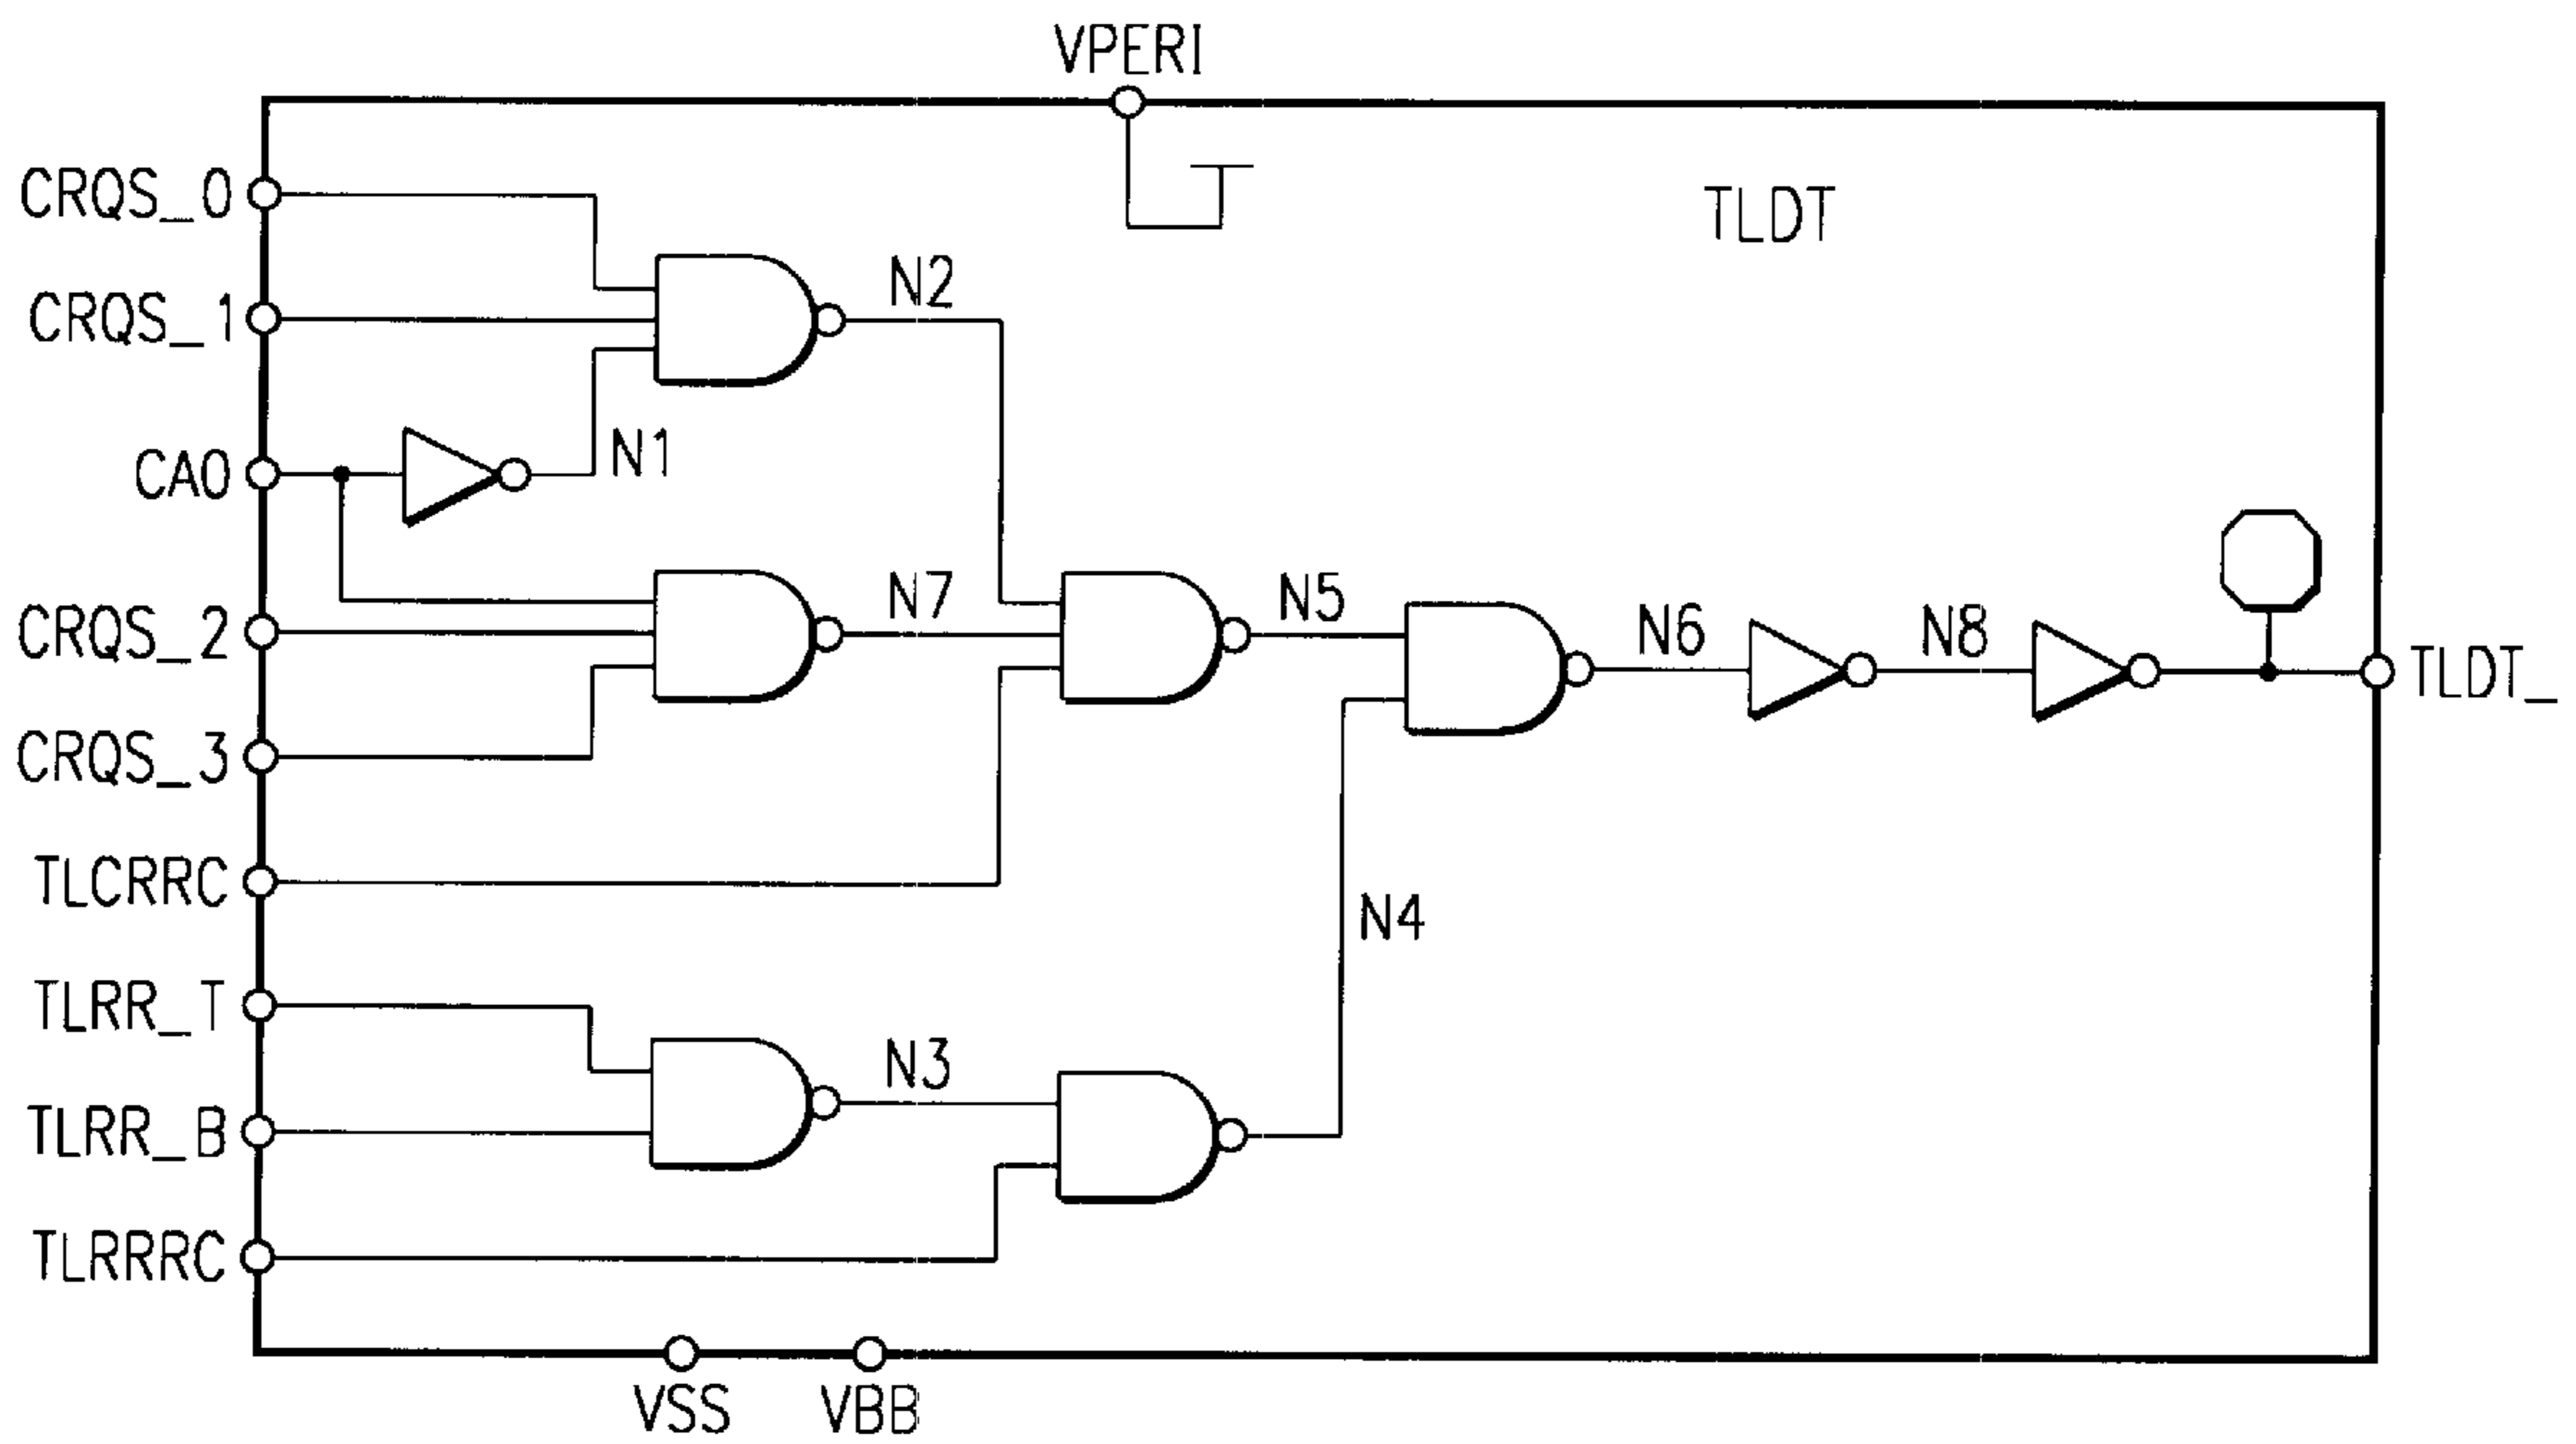 VPERI
CRQS_0
TLDT
CRQS_1
N2
CA0
N1
CRQS_2
N7
N5
N6
N8
TLDT_
CRQS_3
TLCRRC
N4
TLRR_T
N3
TLRR_B
TLRRRC
VSS
VBB